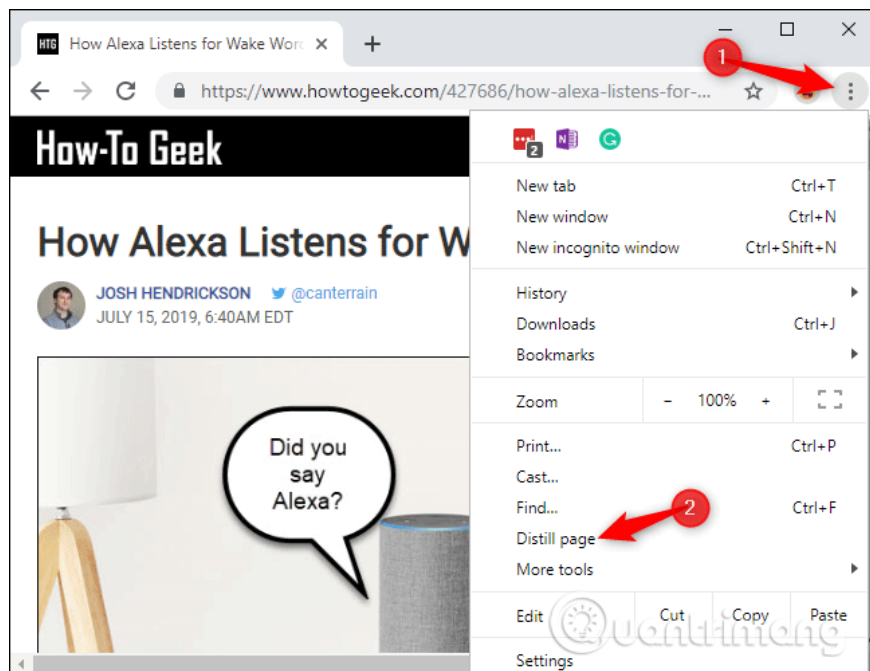 HTG How Alexa Listens for Wake Word
1
https://www.howtogeek.com/427686/how-alexa-listens-for-...
How-To Geek
2
New tab Ctrl+T
New window Ctrl+N
New incognito window Ctrl+Shift+N
How Alexa Listens for W
JOSH HENDRICKSON @canterrain
JULY 15, 2019, 6:40AM EDT
History
Downloads Ctrl+J
Bookmarks
Zoom - 100% +
Did you
say
Alexa?
Print... Ctrl+P
Cast...
Find... Ctrl+F
2
Distill page
More tools
Edit Cut Copy Paste
Quantrimang
Settings